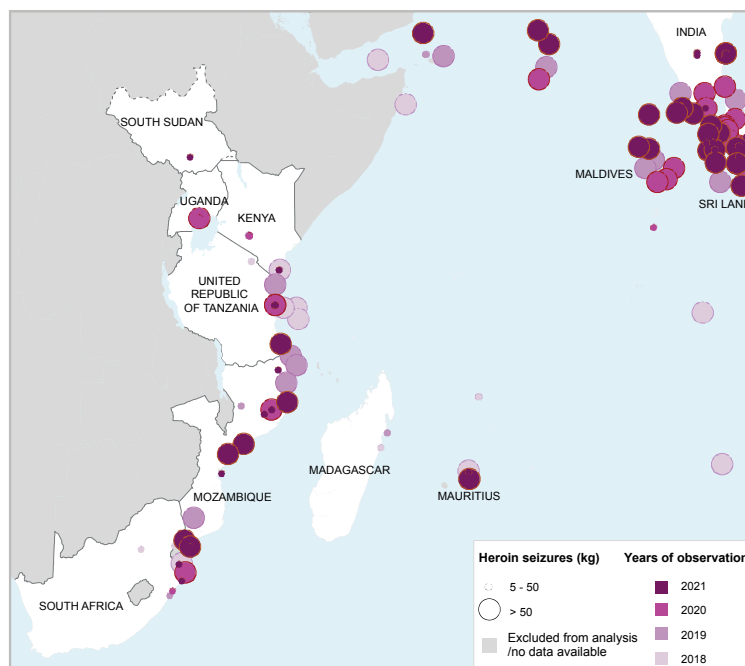 INDIA
SOUTH SUDAN
MALDIVES
UGANDA
KENYA
SRI LAN
UNITED
REPUBLIC
OF TANZANIA
MADAGASCAR
MAURITIUS
MOZAMBIQUE
SOUTH AFRICA
Heroin seizures (kg)
5 - 50
> 50
Excluded from analysis
/no data available
Years of observation
2021
2020
2019
2018